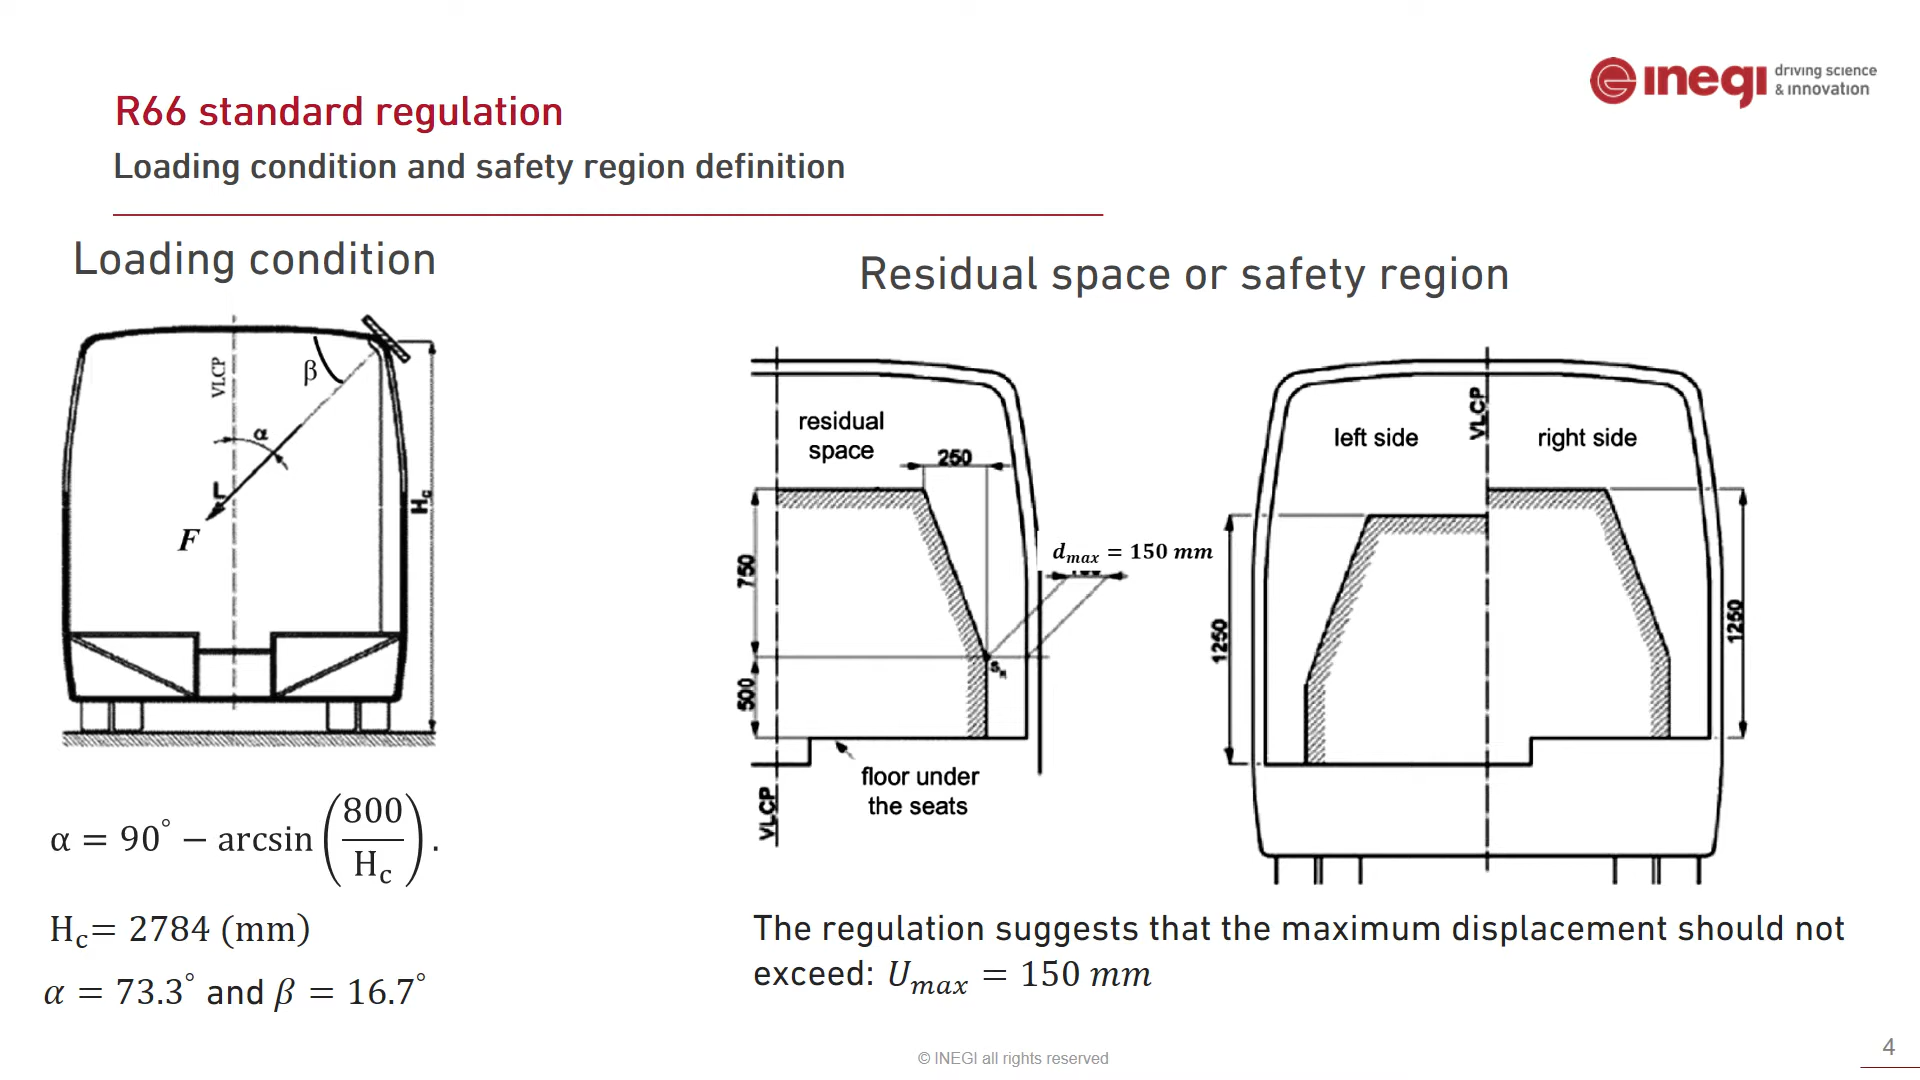 inegi driving science
& innovation
R66 standard regulation
Loading condition and safety region definition
Loading condition
Residual space or safety region
VLCP
β
α
L
F
Hc
α = 90° − arcsin(800/Hc).
Hc= 2784 (mm)
α = 73.3° and β = 16.7°
residual
space
250
750
500
dmax = 150 mm
floor under
the seats
VLCP
left side
VLCP
right side
1250
1250
The regulation suggests that the maximum displacement should not
exceed: Umax = 150 mm
© INEGI all rights reserved
4